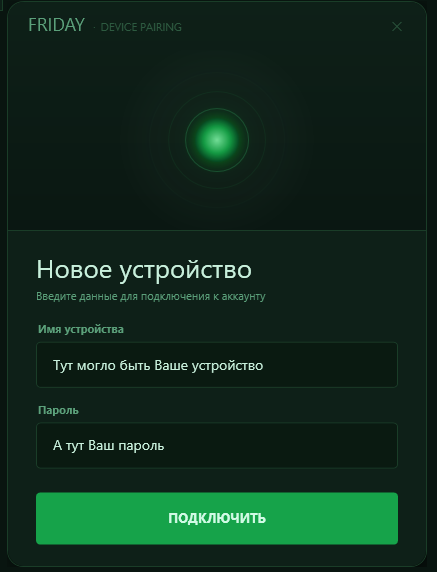 FRIDAY · DEVICE PAIRING
Новое устройство
Введите данные для подключения к аккаунту
Имя устройства
Тут могло быть Ваше устройство
Пароль
А тут Ваш пароль
ПОДКЛЮЧИТЬ